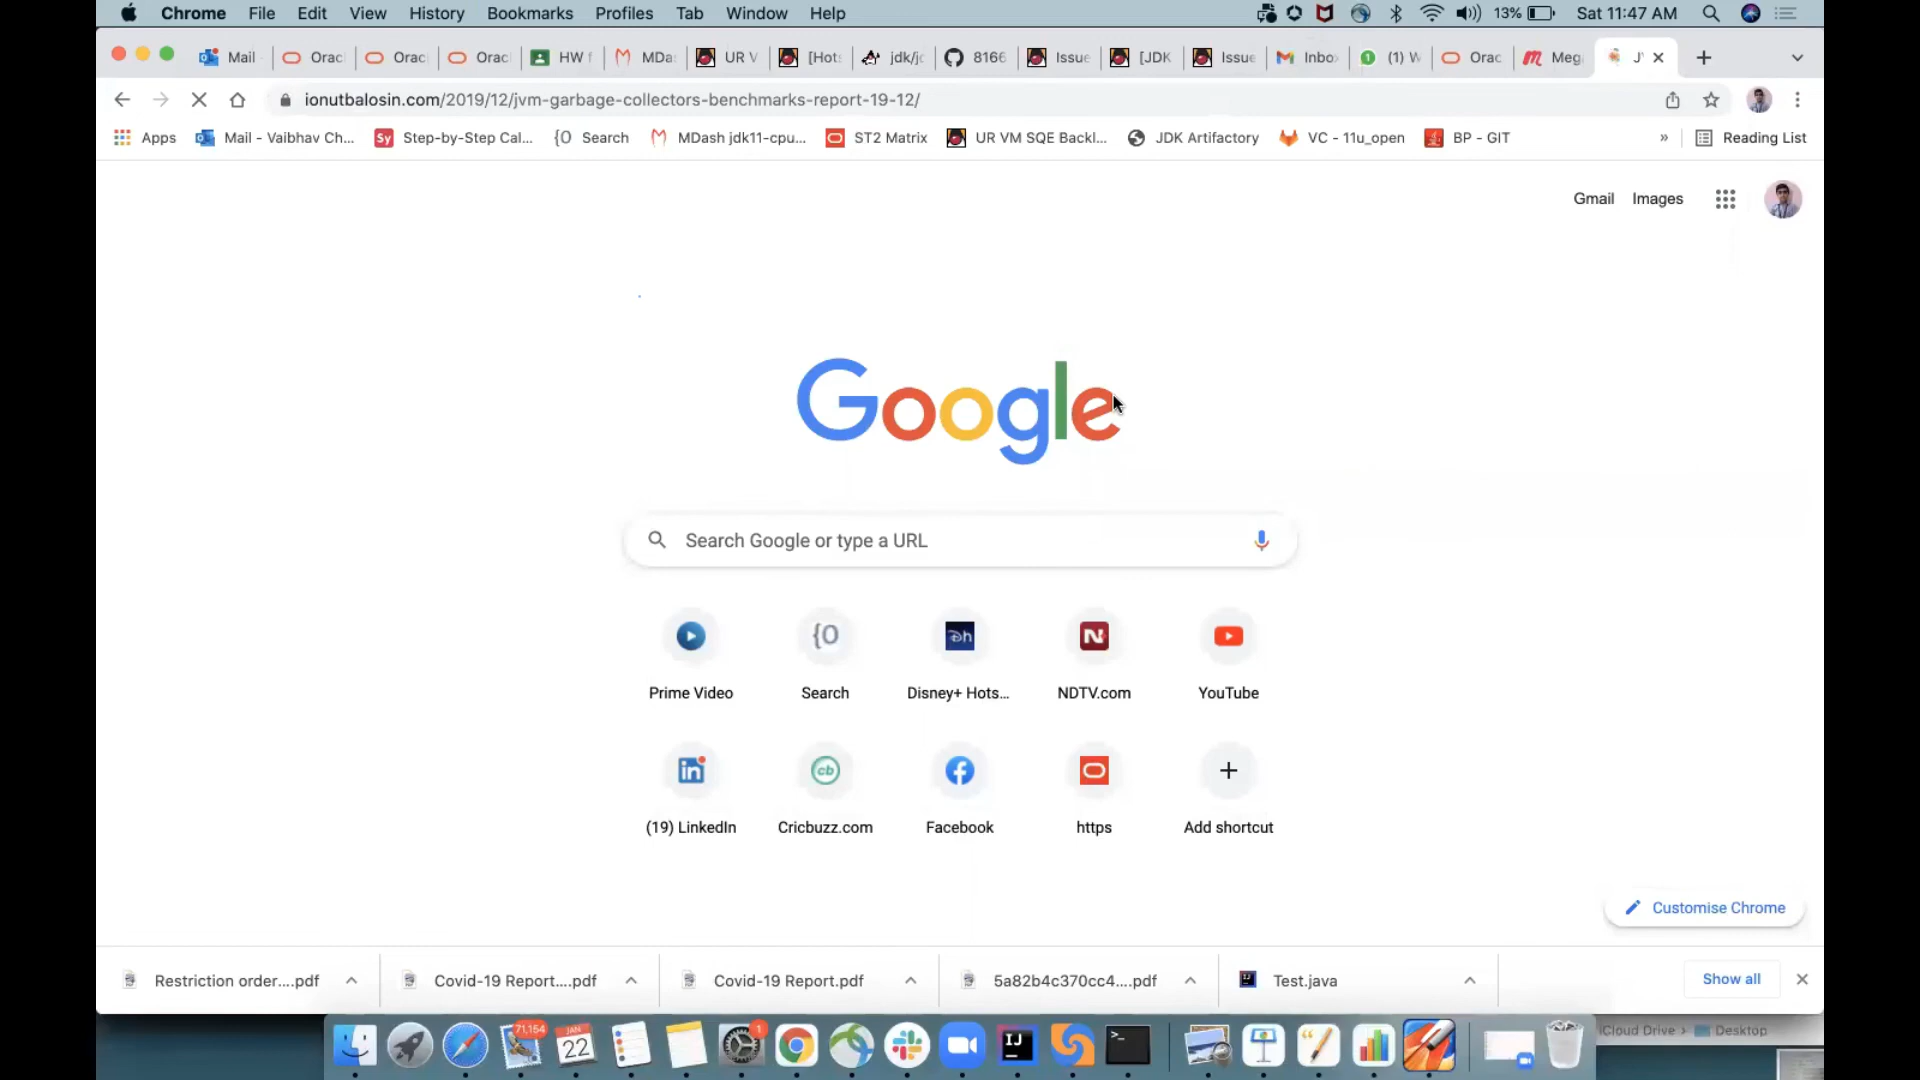 Chrome File Edit View History Bookmarks Profiles Tab Window Help 13% Sat 11:47 AM
Mail Orac Orac Orac HW MDa UR V [Hot jdk/jc 8166 Issue [JDK Issue Inbo (1) W Orac Meg
ionutbalosin.com/2019/12/jvm-garbage-collectors-benchmarks-report-19-12/
Apps Mail - Vaibhav Ch... Step-by-Step Cal... Search MDash jdk11-cpu... ST2 Matrix UR VM SQE Backl... JDK Artifactory VC - 11u_open BP - GIT » Reading List
Gmail Images
Google
Search Google or type a URL
Prime Video Search Disney+ Hots... NDTV.com YouTube
(19) LinkedIn Cricbuzz.com Facebook https Add shortcut
Customise Chrome
Restriction order....pdf Covid-19 Report....pdf Covid-19 Report.pdf 5a82b4c370cc4....pdf Test.java Show all
71,154 JAN 22 1 IJ
iCloud Drive › Desktop